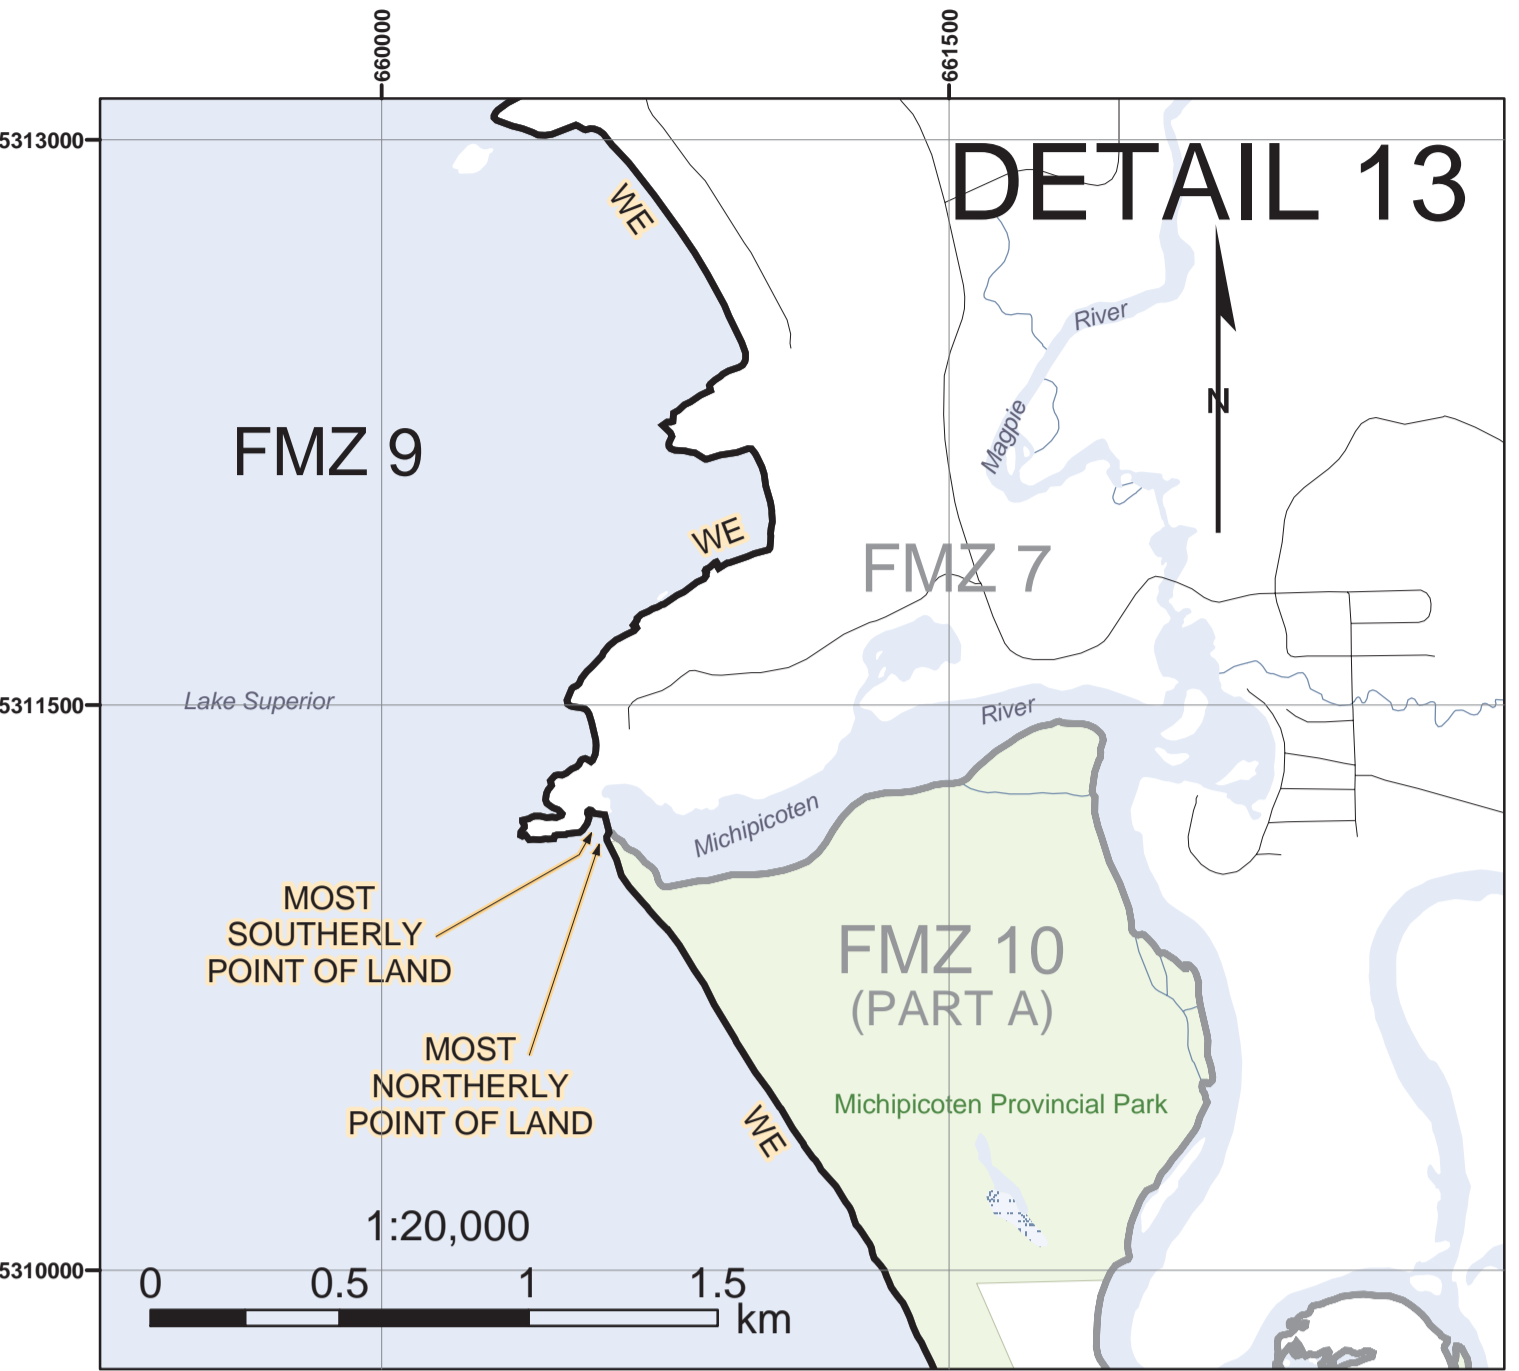 660000
661500
5313000
DETAIL 13
WE
River
N
Magpie
FMZ 9
WE
FMZ 7
5311500
Lake Superior
River
Michipicoten
MOST
SOUTHERLY
POINT OF LAND
FMZ 10
(PART A)
MOST
NORTHERLY
POINT OF LAND
Michipicoten Provincial Park
WE
1:20,000
5310000
0 0.5 1 1.5
km